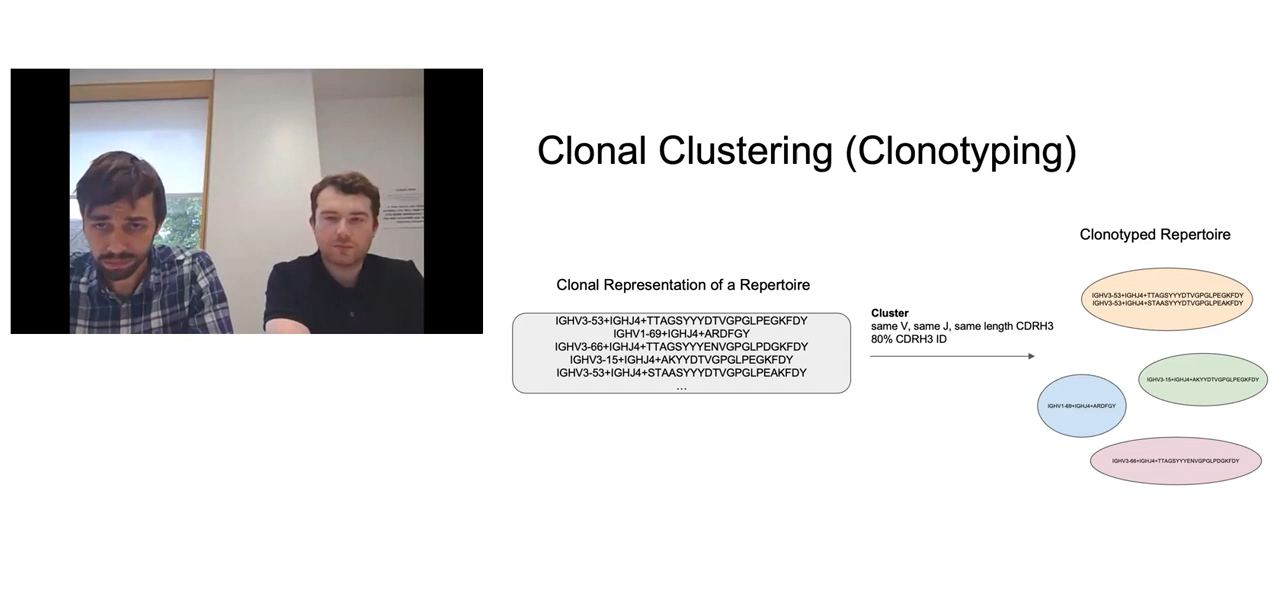 Clonal Clustering (Clonotyping)
Clonal Representation of a Repertoire
IGHV3-53+IGHJ4+TTAGSYYYDTVGPGLPEGKFDY
IGHV1-69+IGHJ4+ARDFGY
IGHV3-66+IGHJ4+TTAGSYYYENVGPGLPDGKFDY
IGHV3-15+IGHJ4+AKYYDTVGPGLPEGKFDY
IGHV3-53+IGHJ4+STAASYYYDTVGPGLPEAKFDY
...
Cluster
same V, same J, same length CDRH3
80% CDRH3 ID
Clonotyped Repertoire
IGHV3-53+IGHJ4+TTAGSYYYDTVGPGLPEGKFDY
IGHV3-53+IGHJ4+STAASYYYDTVGPGLPEAKFDY
IGHV3-15+IGHJ4+AKYYDTVGPGLPEGKFDY
IGHV1-69+IGHJ4+ARDFGY
IGHV3-66+IGHJ4+TTAGSYYYENVGPGLPDGKFDY